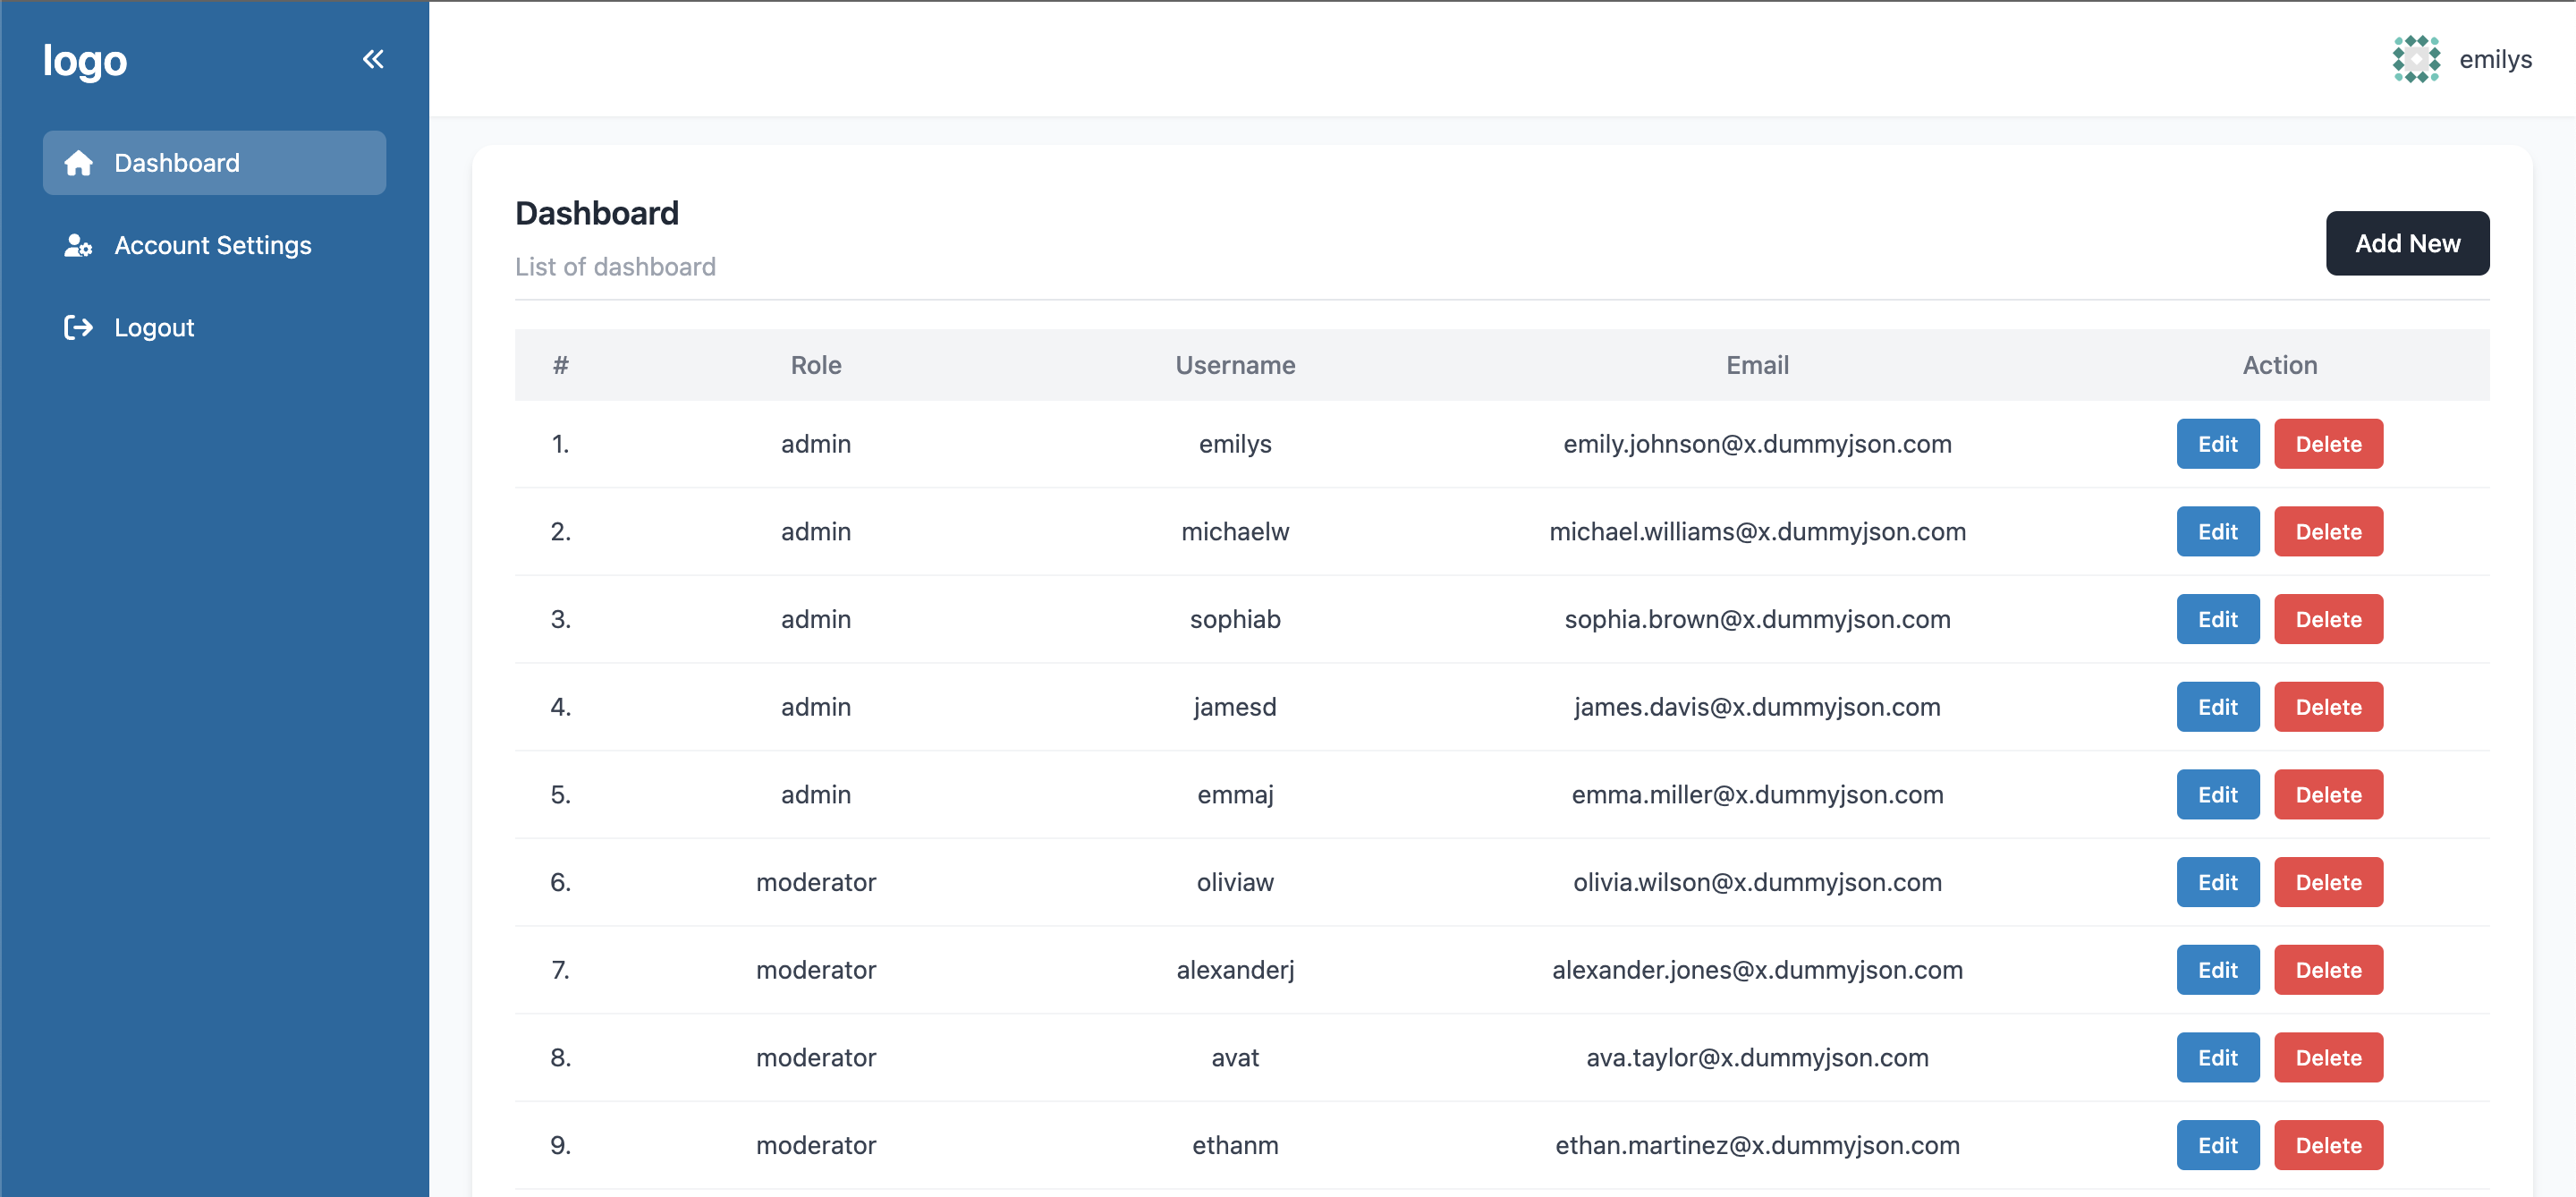 logo
emilys
Dashboard
Account Settings
Logout
Dashboard
List of dashboard
Add New
# Role Username Email Action
1. admin emilys emily.johnson@x.dummyjson.com Edit Delete
2. admin michaelw michael.williams@x.dummyjson.com Edit Delete
3. admin sophiab sophia.brown@x.dummyjson.com Edit Delete
4. admin jamesd james.davis@x.dummyjson.com Edit Delete
5. admin emmaj emma.miller@x.dummyjson.com Edit Delete
6. moderator oliviaw olivia.wilson@x.dummyjson.com Edit Delete
7. moderator alexanderj alexander.jones@x.dummyjson.com Edit Delete
8. moderator avat ava.taylor@x.dummyjson.com Edit Delete
9. moderator ethanm ethan.martinez@x.dummyjson.com Edit Delete